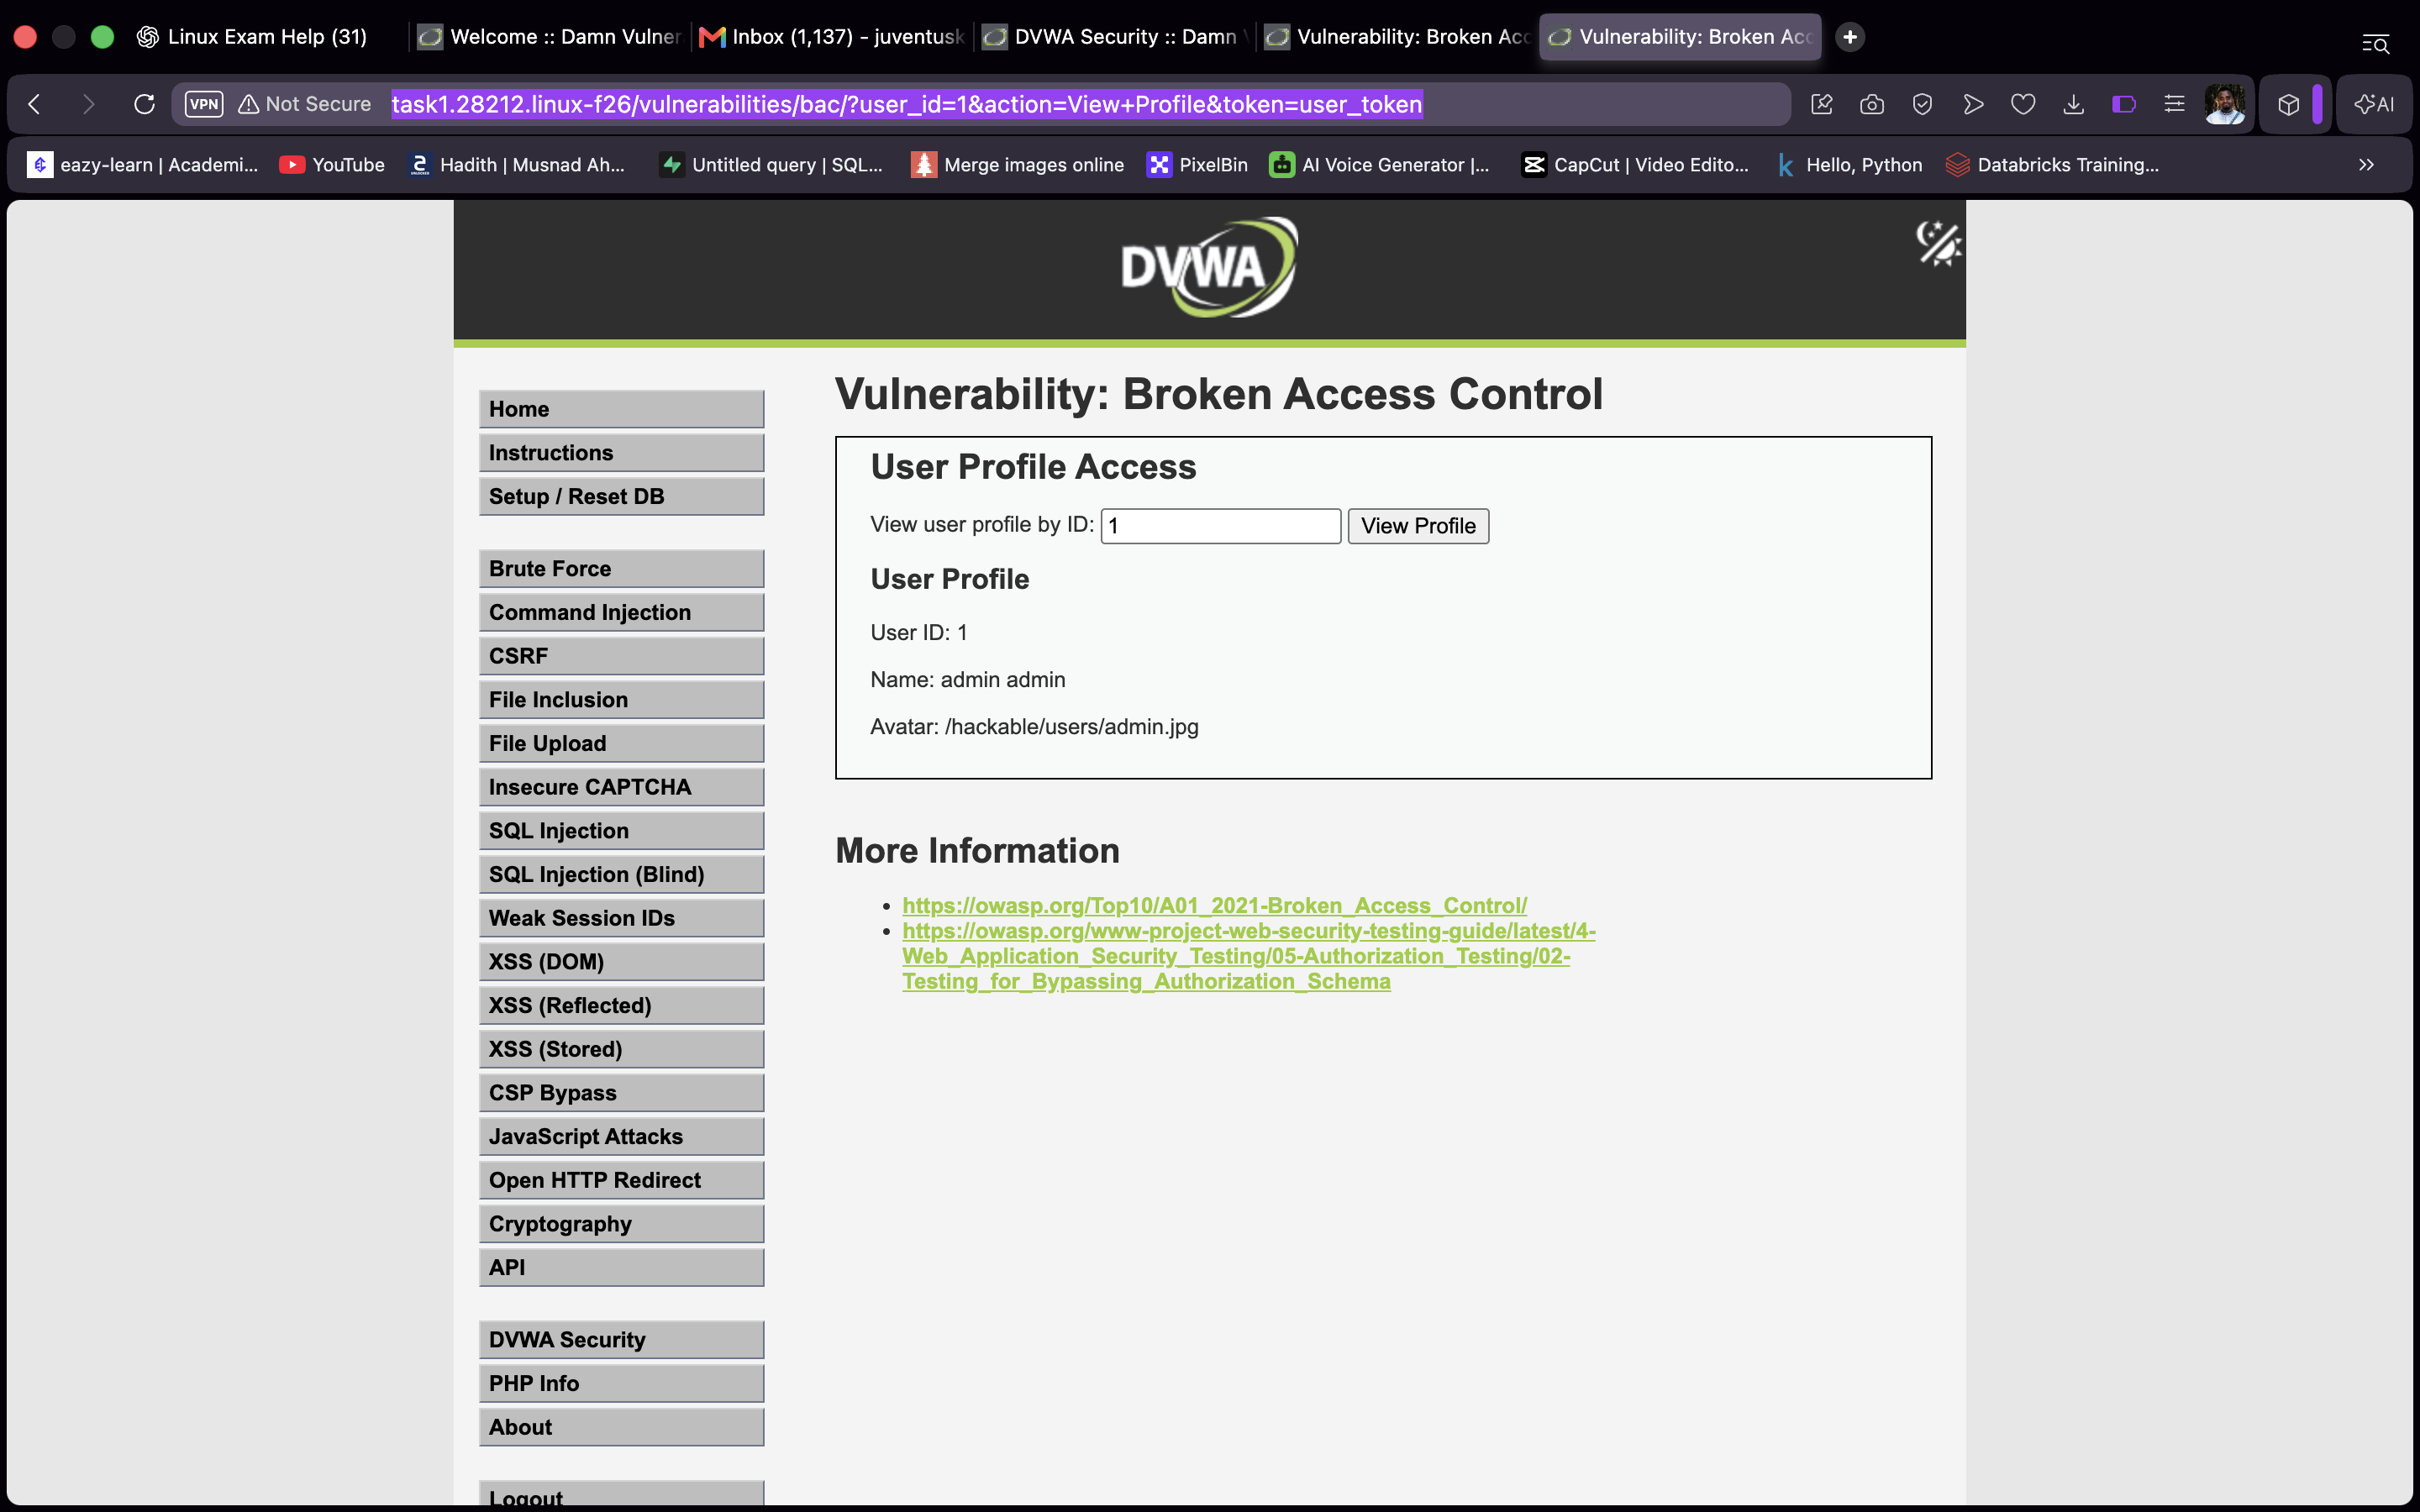 Linux Exam Help (31)
Welcome :: Damn Vulner
Inbox (1,137) - juventusk
DVWA Security :: Damn
Vulnerability: Broken Acc
Vulnerability: Broken Acc
VPN
Not Secure
task1.28212.linux-f26/vulnerabilities/bac/?user_id=1&action=View+Profile&token=user_token
AI
eazy-learn | Academi...
YouTube
Hadith | Musnad Ah...
Untitled query | SQL...
Merge images online
PixelBin
AI Voice Generator |...
CapCut | Video Edito...
Hello, Python
Databricks Training...
DVWA
Home
Instructions
Setup / Reset DB
Brute Force
Command Injection
CSRF
File Inclusion
File Upload
Insecure CAPTCHA
SQL Injection
SQL Injection (Blind)
Weak Session IDs
XSS (DOM)
XSS (Reflected)
XSS (Stored)
CSP Bypass
JavaScript Attacks
Open HTTP Redirect
Cryptography
API
DVWA Security
PHP Info
About
Logout
Vulnerability: Broken Access Control
User Profile Access
View user profile by ID: 1 View Profile
User Profile
User ID: 1
Name: admin admin
Avatar: /hackable/users/admin.jpg
More Information
https://owasp.org/Top10/A01_2021-Broken_Access_Control/
https://owasp.org/www-project-web-security-testing-guide/latest/4-
Web_Application_Security_Testing/05-Authorization_Testing/02-
Testing_for_Bypassing_Authorization_Schema